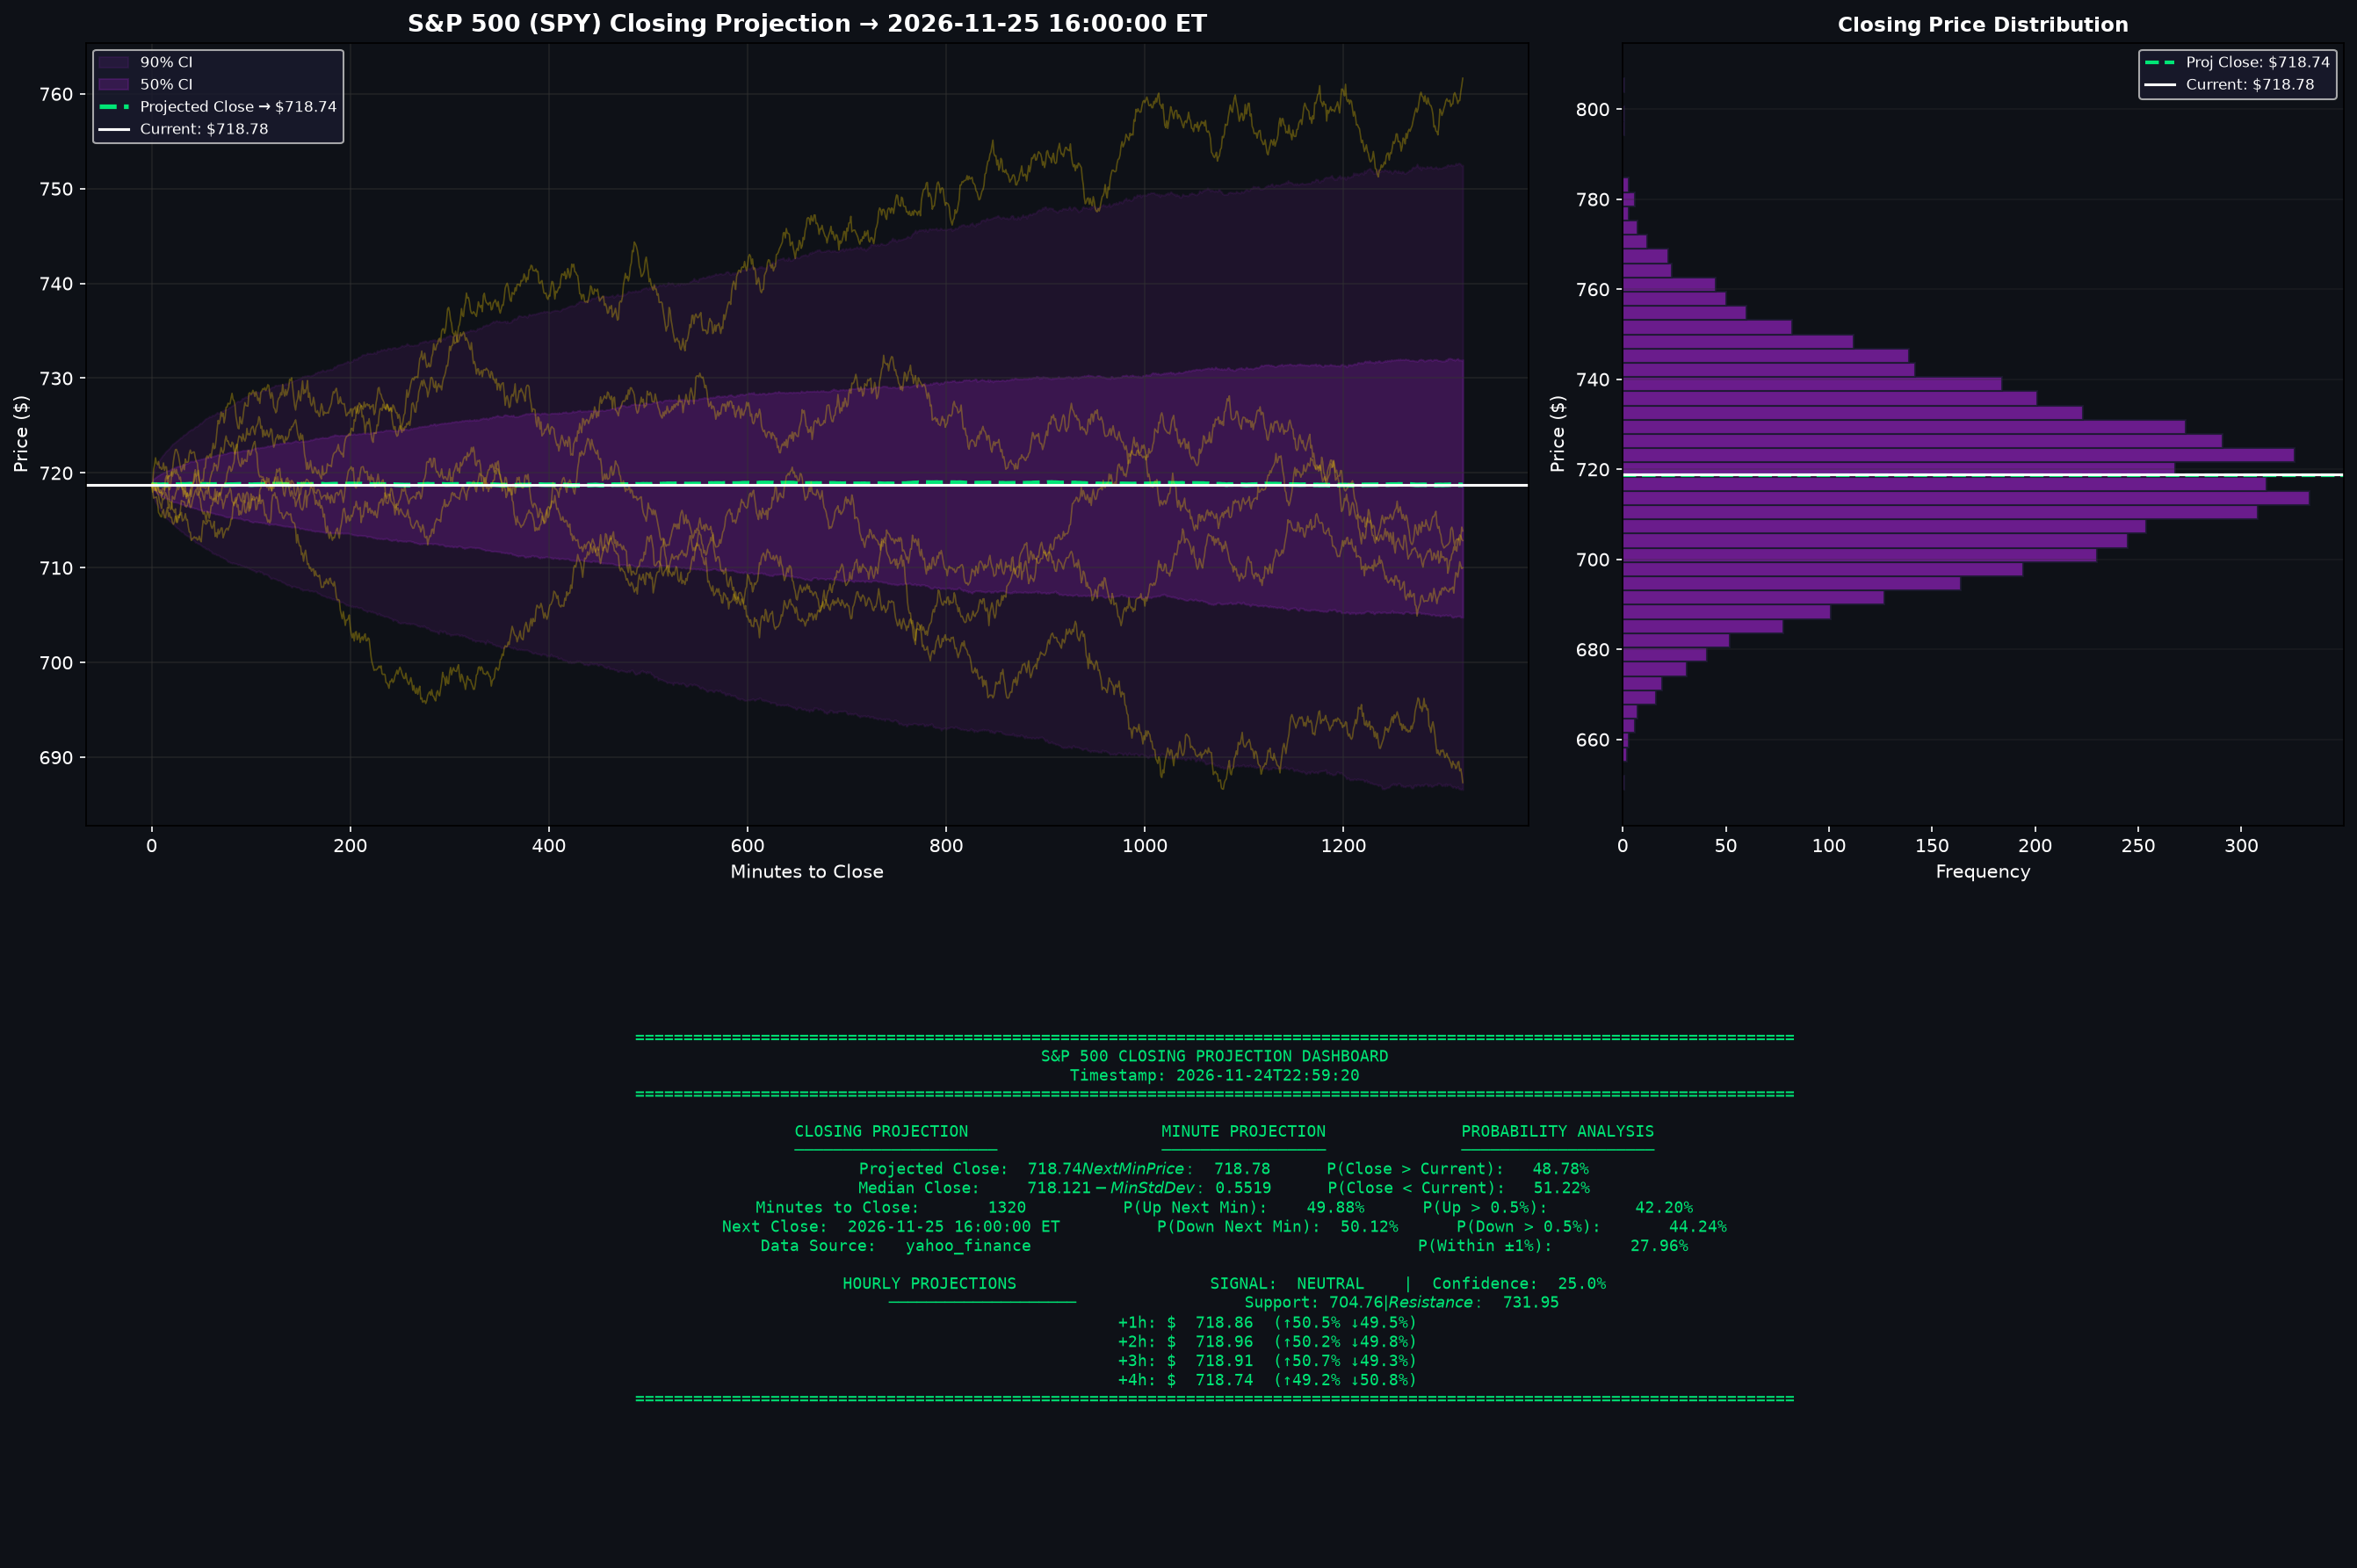 S&P 500 (SPY) Closing Projection → 2026-11-25 16:00:00 ET
90% CI
50% CI
Projected Close → $718.74
Current: $718.78
Price ($)
760
750
740
730
720
710
700
690
0 200 400 600 800 1000 1200
Minutes to Close
Closing Price Distribution
Proj Close: $718.74
Current: $718.78
Price ($)
800
780
760
740
720
700
680
660
0 50 100 150 200 250 300
Frequency
========================================================================================================================
S&P 500 CLOSING PROJECTION DASHBOARD
Timestamp: 2026-11-24T22:59:20
========================================================================================================================
CLOSING PROJECTION MINUTE PROJECTION PROBABILITY ANALYSIS
───────────────────── ───────────────── ────────────────────
Projected Close: 718.74NextMinPrice: 718.78 P(Close > Current): 48.78%
Median Close: 718.121−MinStdDev: 0.5519 P(Close < Current): 51.22%
Minutes to Close: 1320 P(Up Next Min): 49.88% P(Up > 0.5%): 42.20%
Next Close: 2026-11-25 16:00:00 ET P(Down Next Min): 50.12% P(Down > 0.5%): 44.24%
Data Source: yahoo_finance P(Within ±1%): 27.96%
HOURLY PROJECTIONS SIGNAL: NEUTRAL | Confidence: 25.0%
─────────────────── Support: 704.76|Resistance: 731.95
+1h: $ 718.86 (↑50.5% ↓49.5%)
+2h: $ 718.96 (↑50.2% ↓49.8%)
+3h: $ 718.91 (↑50.7% ↓49.3%)
+4h: $ 718.74 (↑49.2% ↓50.8%)
========================================================================================================================